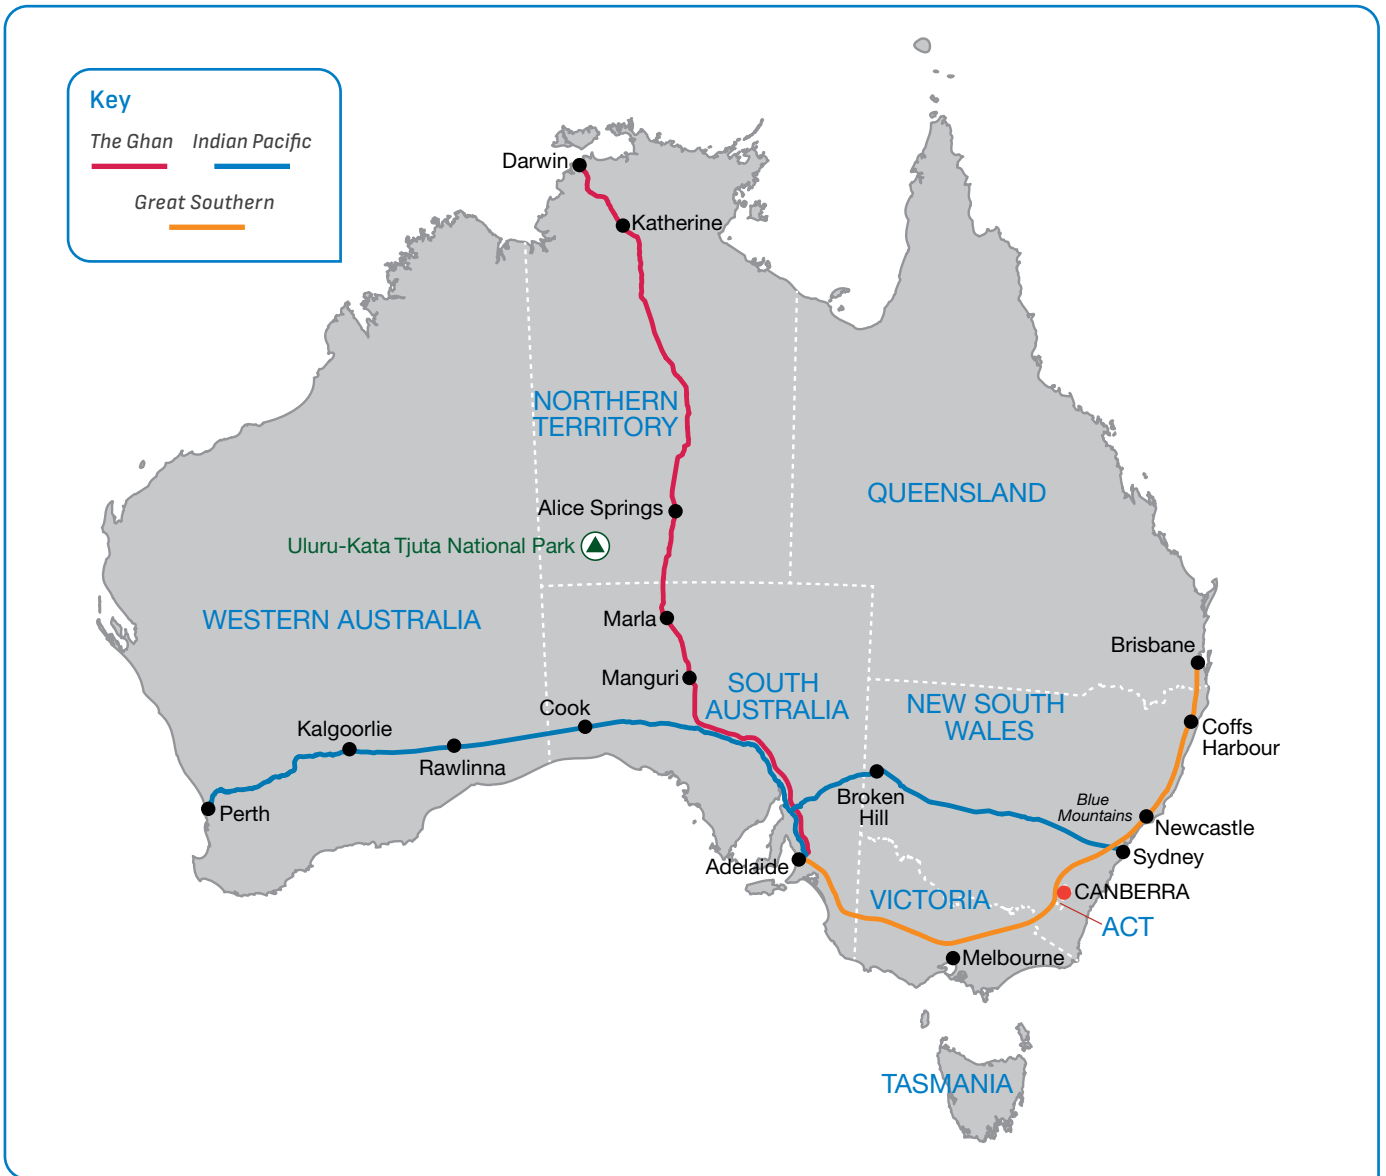 Key
The Ghan
Indian Pacific
Great Southern
Darwin
Katherine
NORTHERN
TERRITORY
QUEENSLAND
Alice Springs
Uluru-Kata Tjuta National Park
WESTERN AUSTRALIA
Marla
Brisbane
Manguri
SOUTH
AUSTRALIA
NEW SOUTH
WALES
Cook
Kalgoorlie
Coffs
Harbour
Rawlinna
Broken
Hill
Blue
Mountains
Perth
Newcastle
Sydney
Adelaide
CANBERRA
VICTORIA
ACT
Melbourne
TASMANIA